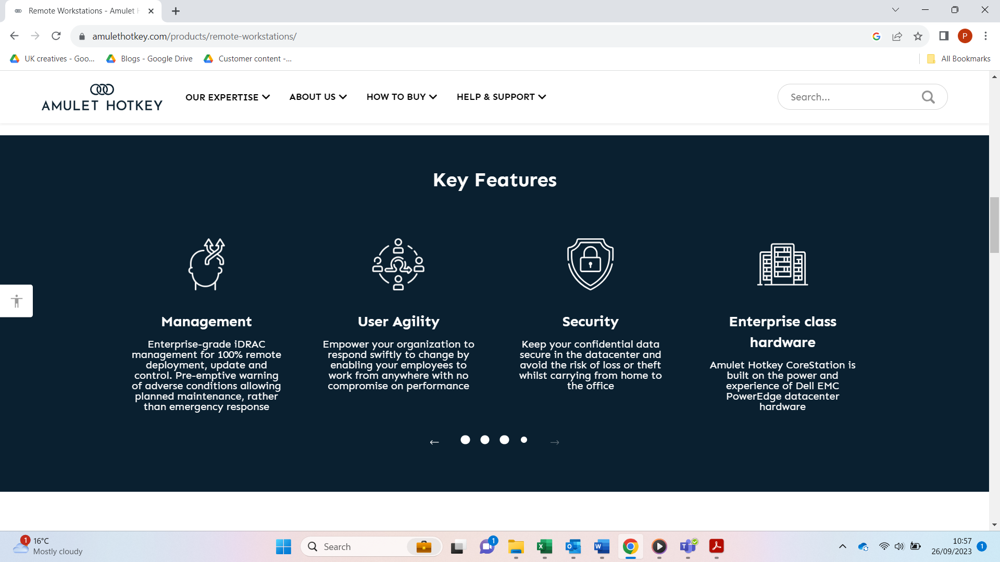 Remote Workstations - Amulet H
amulethotkey.com/products/remote-workstations/
P
UK creatives - Goo...
Blogs - Google Drive
Customer content -...
All Bookmarks
AMULET HOTKEY
OUR EXPERTISE
ABOUT US
HOW TO BUY
HELP & SUPPORT
Search...
Key Features
Management
Enterprise-grade iDRAC
management for 100% remote
deployment, update and
control. Pre-emptive warning
of adverse conditions allowing
planned maintenance, rather
than emergency response
User Agility
Empower your organization to
respond swiftly to change by
enabling your employees to
work from anywhere with no
compromise on performance
Security
Keep your confidential data
secure in the datacenter and
avoid the risk of loss or theft
whilst carrying from home to
the office
Enterprise class
hardware
Amulet Hotkey CoreStation is
built on the power and
experience of Dell EMC
PowerEdge datacenter
hardware
1
16°C
Mostly cloudy
Search
1
10:57
26/09/2023
1